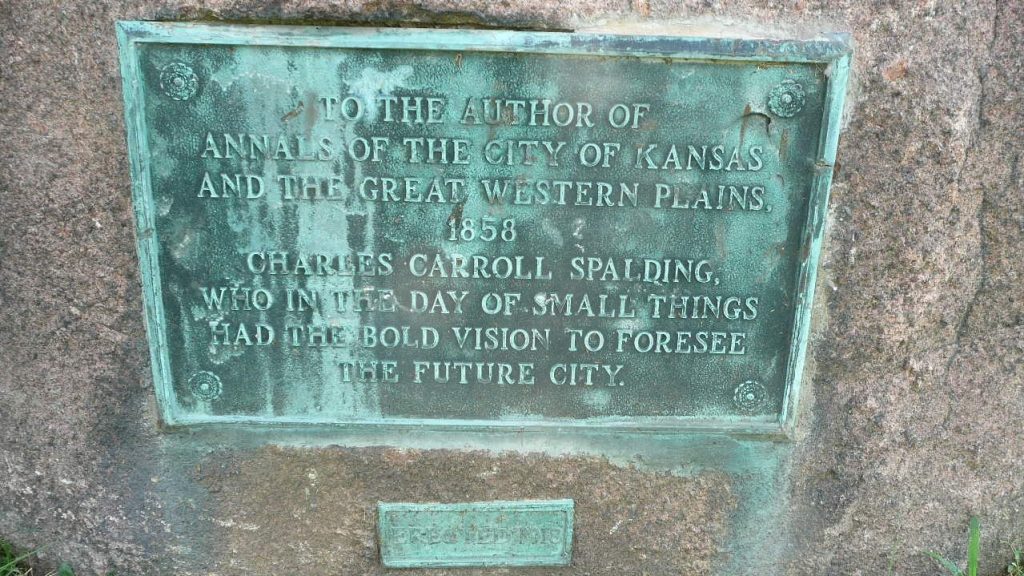 TO THE AUTHOR OF
ANNALS OF THE CITY OF KANSAS
AND THE GREAT WESTERN PLAINS,
1858
CHARLES CARROLL SPALDING,
WHO IN THE DAY OF SMALL THINGS
HAD THE BOLD VISION TO FORESEE
THE FUTURE CITY.
ERECTED